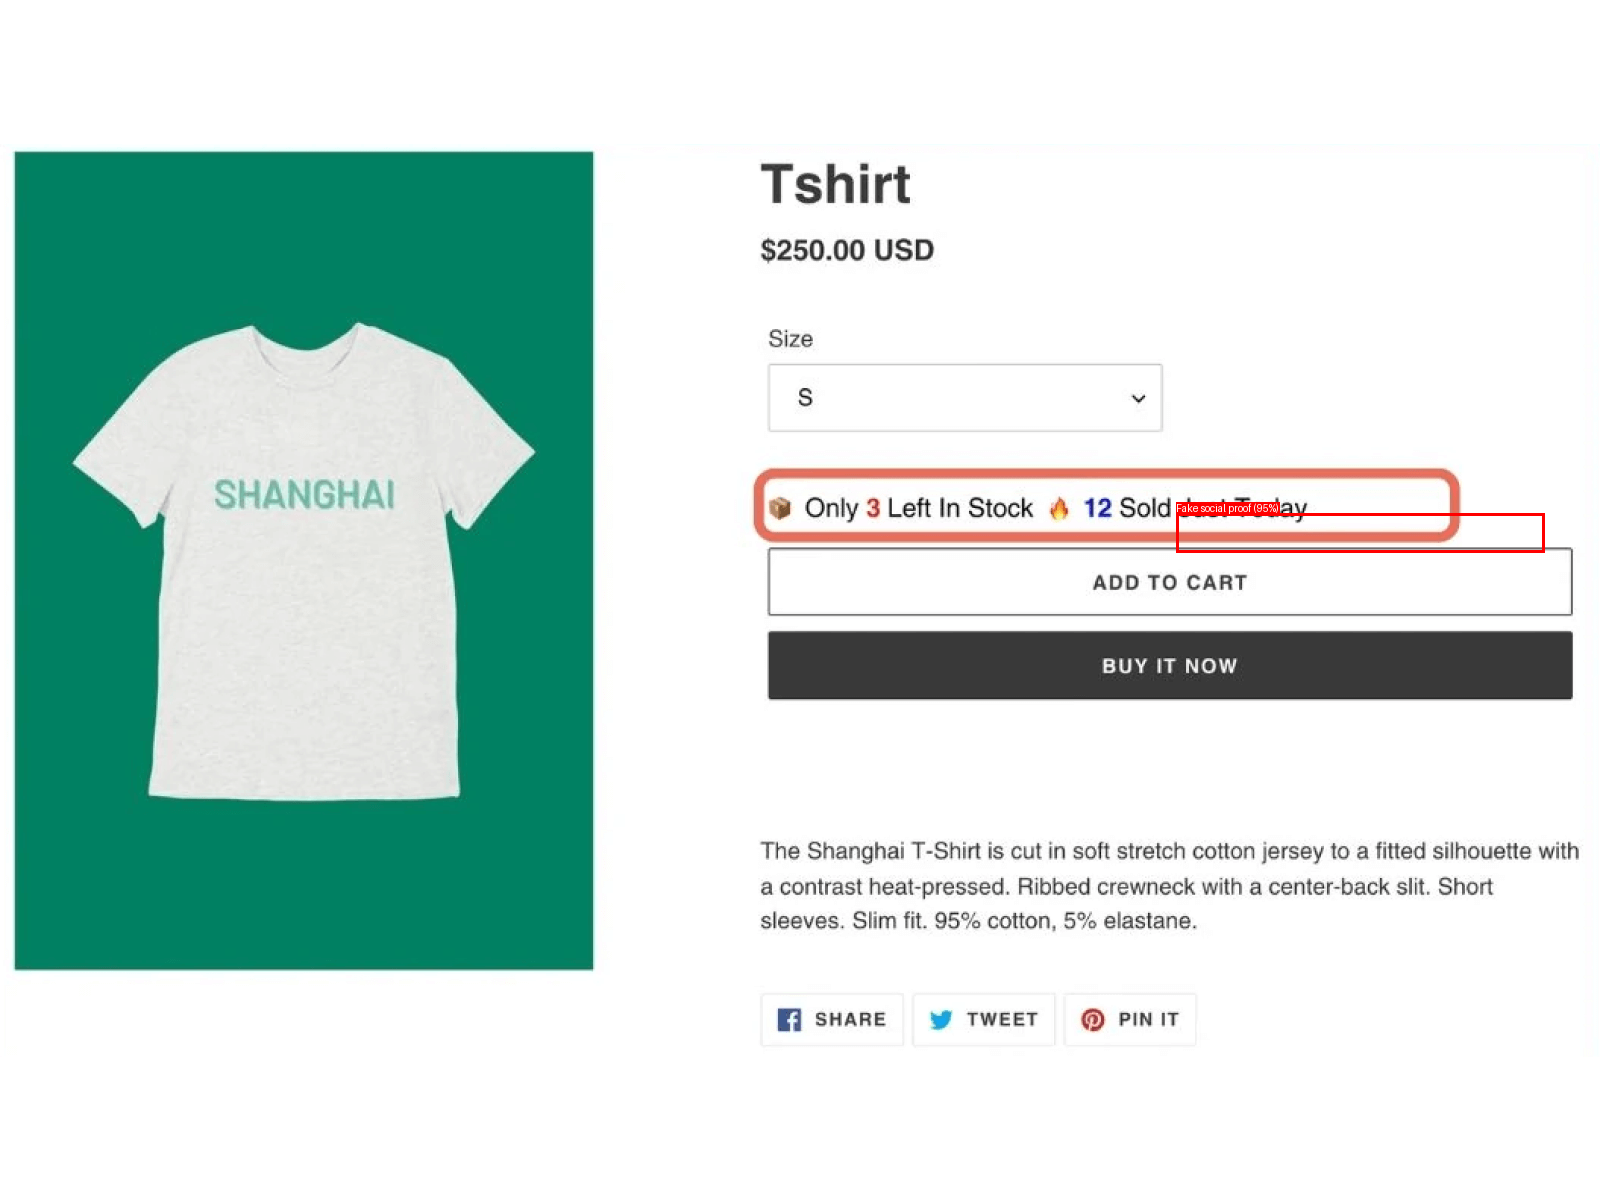 Tshirt
$250.00 USD
Size
S
Only 3 Left In Stock 12 Sold Just Today
Fake social proof (95%)
ADD TO CART
BUY IT NOW
SHANGHAI
The Shanghai T-Shirt is cut in soft stretch cotton jersey to a fitted silhouette with
a contrast heat-pressed. Ribbed crewneck with a center-back slit. Short
sleeves. Slim fit. 95% cotton, 5% elastane.
SHARE
TWEET
PIN IT